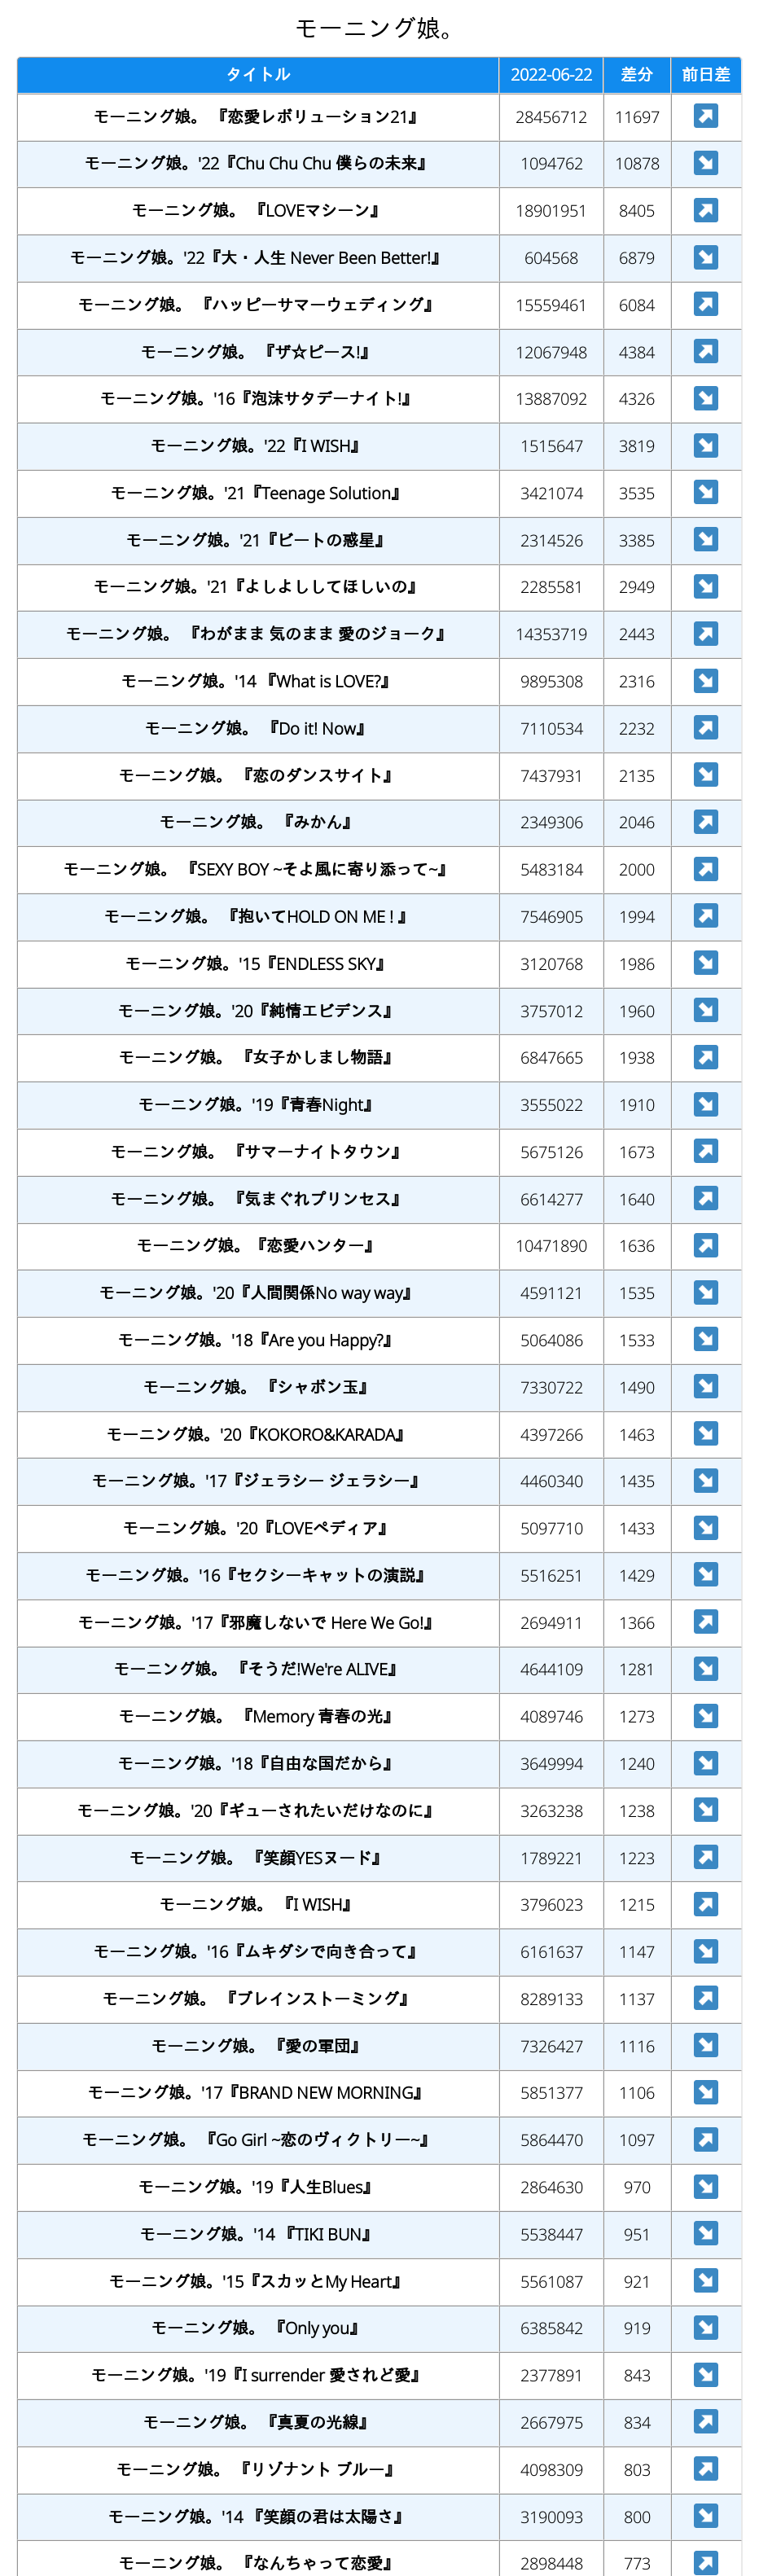 モーニング娘。
タイトル 2022-06-22 差分 前日差
モーニング娘。 『恋愛レボリューション21』 28456712 11697
モーニング娘。'22『Chu Chu Chu 僕らの未来』 1094762 10878
モーニング娘。 『LOVEマシーン』 18901951 8405
モーニング娘。'22『大・人生 Never Been Better!』 604568 6879
モーニング娘。 『ハッピーサマーウェディング』 15559461 6084
モーニング娘。 『ザ☆ピース!』 12067948 4384
モーニング娘。'16『泡沫サタデーナイト!』 13887092 4326
モーニング娘。'22『I WISH』 1515647 3819
モーニング娘。'21『Teenage Solution』 3421074 3535
モーニング娘。'21『ビートの惑星』 2314526 3385
モーニング娘。'21『よしよししてほしいの』 2285581 2949
モーニング娘。 『わがまま 気のまま 愛のジョーク』 14353719 2443
モーニング娘。'14 『What is LOVE?』 9895308 2316
モーニング娘。 『Do it! Now』 7110534 2232
モーニング娘。 『恋のダンスサイト』 7437931 2135
モーニング娘。 『みかん』 2349306 2046
モーニング娘。 『SEXY BOY ~そよ風に寄り添って~』 5483184 2000
モーニング娘。 『抱いてHOLD ON ME ! 』 7546905 1994
モーニング娘。'15『ENDLESS SKY』 3120768 1986
モーニング娘。'20『純情エビデンス』 3757012 1960
モーニング娘。 『女子かしまし物語』 6847665 1938
モーニング娘。'19『青春Night』 3555022 1910
モーニング娘。 『サマーナイトタウン』 5675126 1673
モーニング娘。 『気まぐれプリンセス』 6614277 1640
モーニング娘。『恋愛ハンター』 10471890 1636
モーニング娘。'20『人間関係No way way』 4591121 1535
モーニング娘。'18『Are you Happy?』 5064086 1533
モーニング娘。 『シャボン玉』 7330722 1490
モーニング娘。'20『KOKORO&KARADA』 4397266 1463
モーニング娘。'17『ジェラシー ジェラシー』 4460340 1435
モーニング娘。'20『LOVEペディア』 5097710 1433
モーニング娘。'16『セクシーキャットの演説』 5516251 1429
モーニング娘。'17『邪魔しないで Here We Go!』 2694911 1366
モーニング娘。 『そうだ!We're ALIVE』 4644109 1281
モーニング娘。 『Memory 青春の光』 4089746 1273
モーニング娘。'18『自由な国だから』 3649994 1240
モーニング娘。'20『ギューされたいだけなのに』 3263238 1238
モーニング娘。 『笑顔YESヌード』 1789221 1223
モーニング娘。 『I WISH』 3796023 1215
モーニング娘。'16『ムキダシで向き合って』 6161637 1147
モーニング娘。 『ブレインストーミング』 8289133 1137
モーニング娘。 『愛の軍団』 7326427 1116
モーニング娘。'17『BRAND NEW MORNING』 5851377 1106
モーニング娘。 『Go Girl ~恋のヴィクトリー~』 5864470 1097
モーニング娘。'19『人生Blues』 2864630 970
モーニング娘。'14 『TIKI BUN』 5538447 951
モーニング娘。'15『スカッとMy Heart』 5561087 921
モーニング娘。 『Only you』 6385842 919
モーニング娘。'19『I surrender 愛されど愛』 2377891 843
モーニング娘。 『真夏の光線』 2667975 834
モーニング娘。 『リゾナント ブルー』 4098309 803
モーニング娘。'14 『笑顔の君は太陽さ』 3190093 800
モーニング娘。 『なんちゃって恋愛』 2898448 773